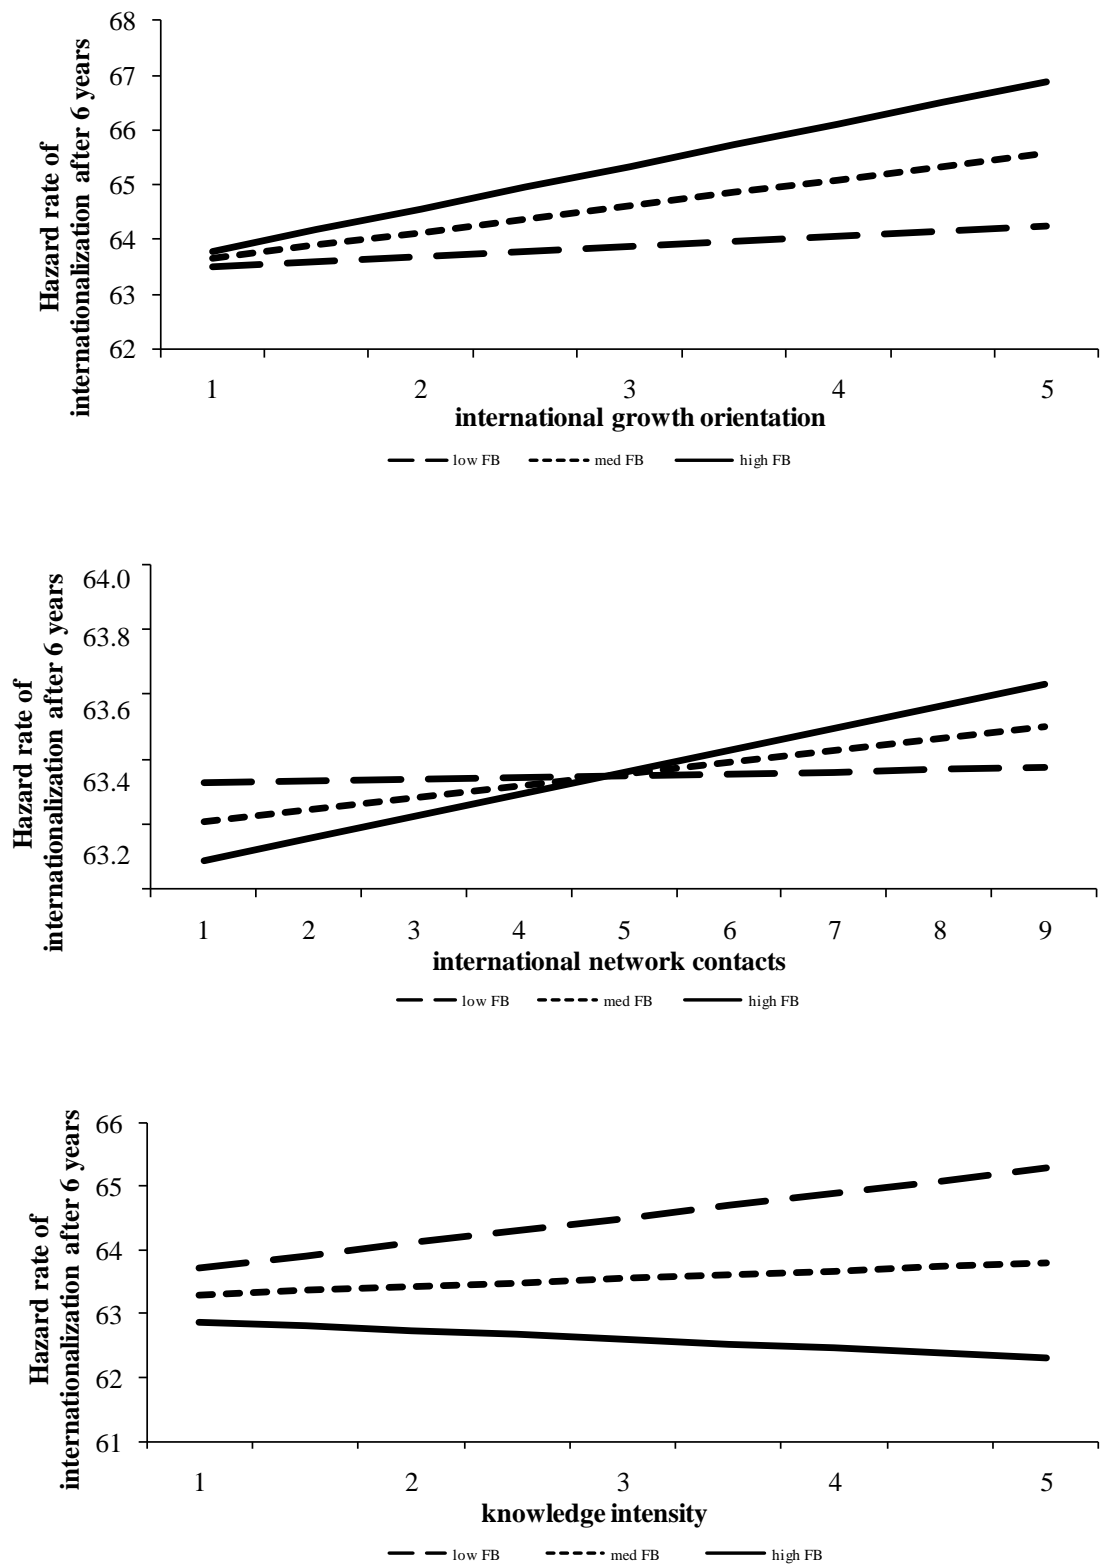 68
67
66
65
64
63
62
Hazard rate of
internationalization after 6 years
1 2 3 4 5
international growth orientation
low FB med FB high FB
64.0
63.8
63.6
63.4
63.2
Hazard rate of
internationalization after 6 years
1 2 3 4 5 6 7 8 9
international network contacts
low FB med FB high FB
66
65
64
63
62
61
Hazard rate of
internationalization after 6 years
1 2 3 4 5
knowledge intensity
low FB med FB high FB